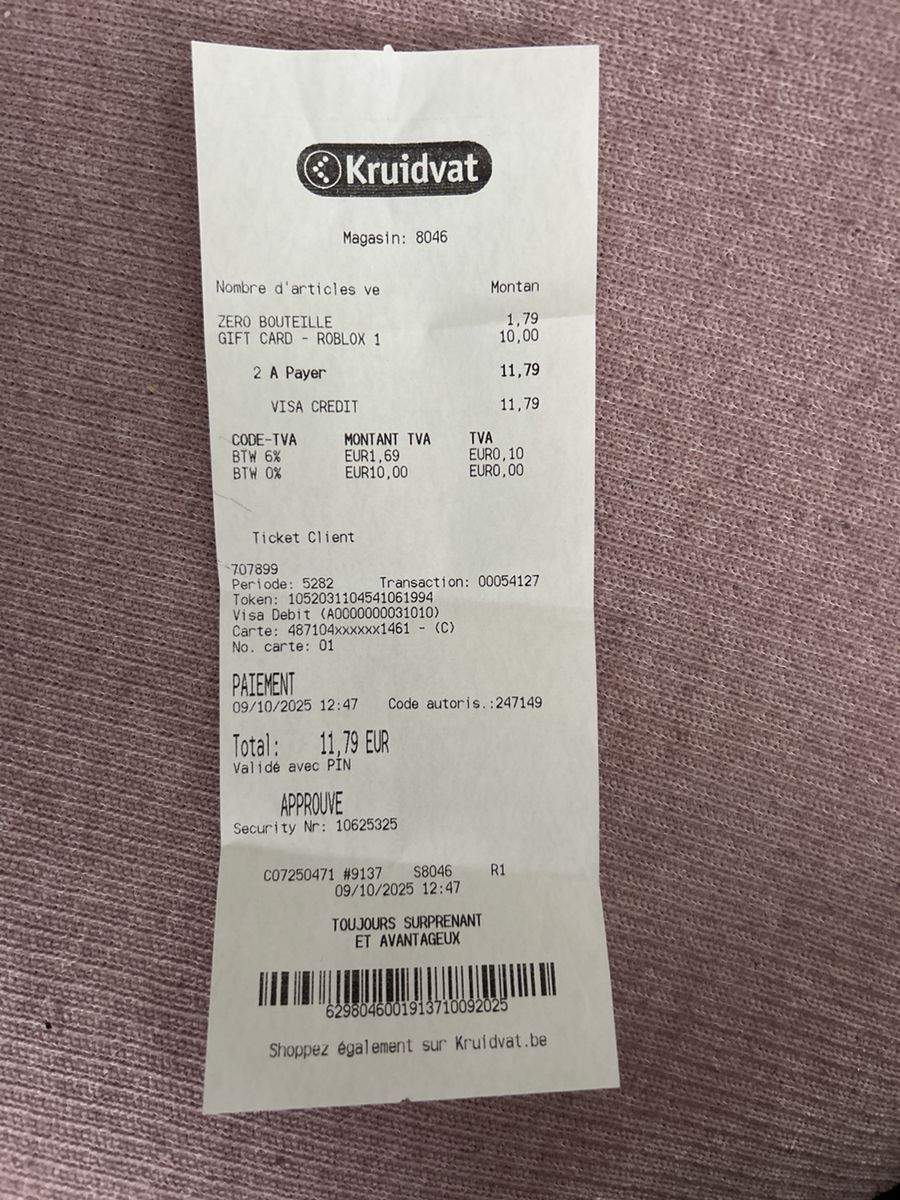 Kruidvat
Magasin: 8046
Nombre d'articles ve Montan
ZERO BOUTEILLE 1,79
GIFT CARD - ROBLOX 1 10,00
2 A Payer 11,79
VISA CREDIT 11,79
CODE-TVA MONTANT TVA TVA
BTW 6% EUR1,69 EUR0,10
BTW 0% EUR10,00 EUR0,00
Ticket Client
707899
Periode: 5282 Transaction: 00054127
Token: 1052031104541061994
Visa Debit (A0000000031010)
Carte: 487104xxxxxx1461 - (C)
No. carte: 01
PAIEMENT
09/10/2025 12:47 Code autoris.:247149
Total: 11,79 EUR
Validé avec PIN
APPROUVE
Security Nr: 10625325
C07250471 #9137 S8046 R1
09/10/2025 12:47
TOUJOURS SURPRENANT
ET AVANTAGEUX
6298046001913710092025
Shoppez également sur Kruidvat.be